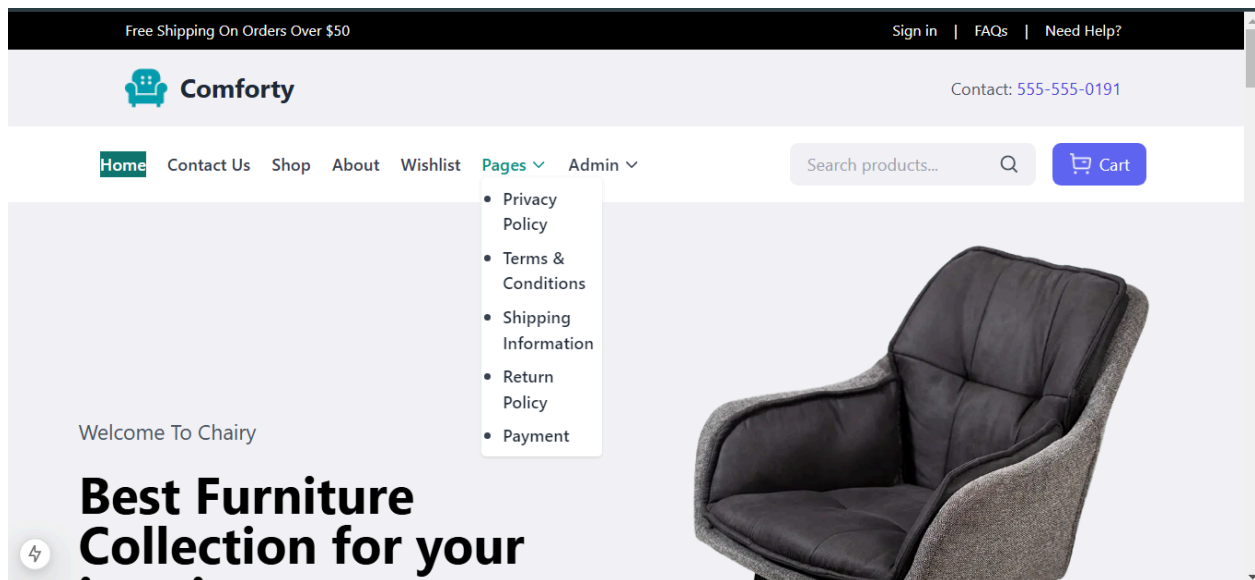 Free Shipping On Orders Over $50
Sign in | FAQs | Need Help?
Comforty
Contact: 555-555-0191
Home Contact Us Shop About Wishlist Pages Admin
Search products...
Cart
Privacy
Policy
Terms &
Conditions
Shipping
Information
Return
Policy
Payment
Welcome To Chairy
Best Furniture
Collection for your